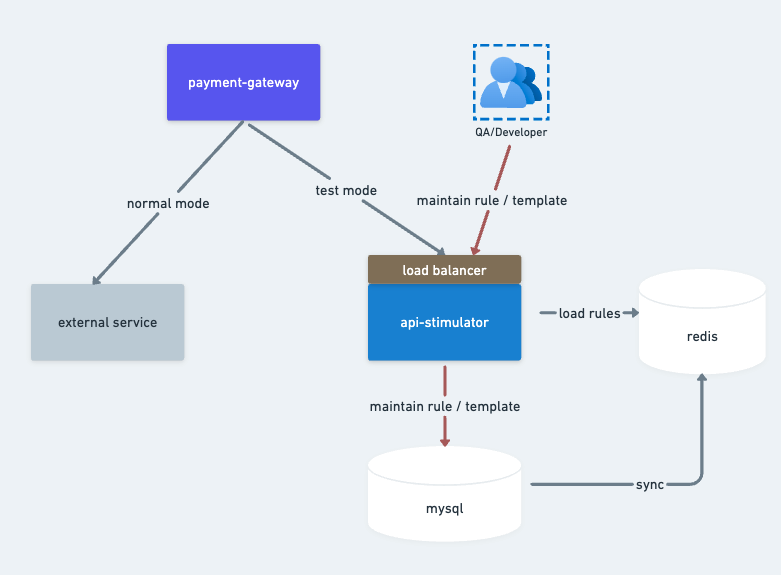 payment-gateway
QA/Developer
test mode
normal mode
maintain rule / template
load balancer
external service
api-stimulator
load rules
redis
maintain rule / template
sync
mysql